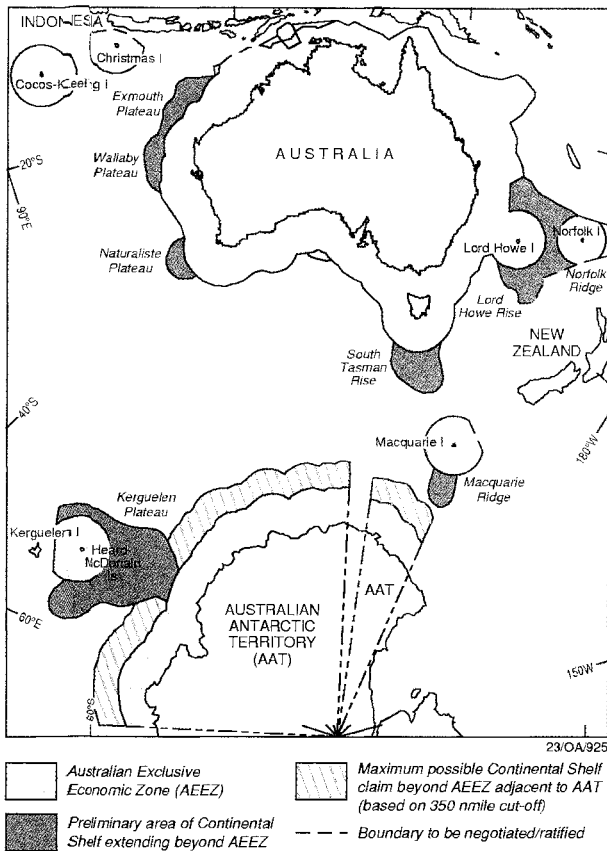 INDONESIA
Christmas I
Cocos-Keeling I
Exmouth
Plateau
Wallaby
Plateau
AUSTRALIA
20°S
90°E
Naturaliste
Plateau
Lord Howe I
Norfolk I
Norfolk
Ridge
Lord
Howe Rise
NEW
ZEALAND
South
Tasman
Rise
40°S
180°W
Macquarie I
Macquarie
Ridge
Kerguelen
Plateau
Kerguelen I
Heard-
McDonald
Is
AAT
AUSTRALIAN
ANTARCTIC
TERRITORY
(AAT)
60°E
60°S
150°W
23/OA/925
Australian Exclusive
Economic Zone (AEEZ)
Preliminary area of Continental
Shelf extending beyond AEEZ
Maximum possible Continental Shelf
claim beyond AEEZ adjacent to AAT
(based on 350 nmile cut-off)
Boundary to be negotiated/ratified